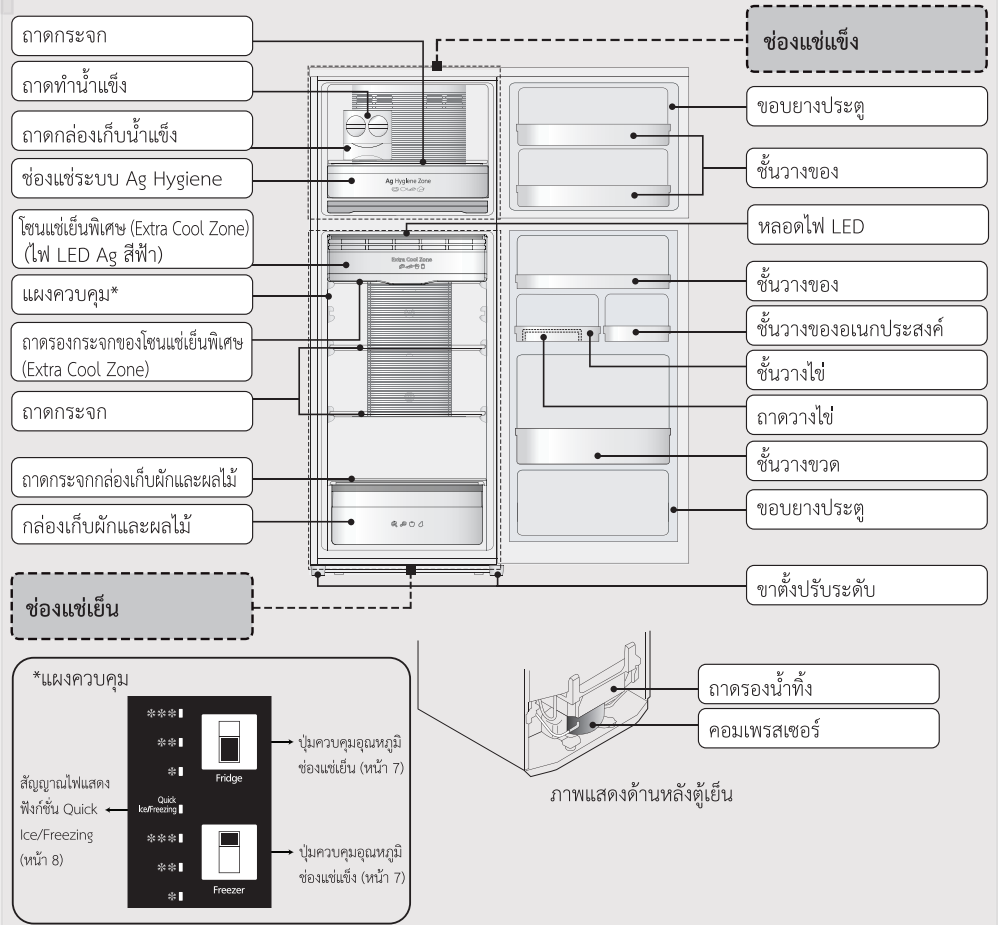 ถาดกระจก
ถาดทำน้ำแข็ง
ถาดกล่องเก็บน้ำแข็ง
ช่องแช่ระบบ Ag Hygiene
โซนแช่เย็นพิเศษ (Extra Cool Zone)
(ไฟ LED Ag สีฟ้า)
แผงควบคุม*
ถาดรองกระจกของโซนแช่เย็นพิเศษ
(Extra Cool Zone)
ถาดกระจก
ถาดกระจกกล่องเก็บผักและผลไม้
กล่องเก็บผักและผลไม้
ช่องแช่เย็น
Ag Hygiene Zone
Extra Cool Zone
ช่องแช่แข็ง
ขอบยางประตู
ชั้นวางของ
หลอดไฟ LED
ชั้นวางของ
ชั้นวางของอเนกประสงค์
ชั้นวางไข่
ถาดวางไข่
ชั้นวางขวด
ขอบยางประตู
ขาตั้งปรับระดับ
ถาดรองน้ำทิ้ง
คอมเพรสเซอร์
ภาพแสดงด้านหลังตู้เย็น
*แผงควบคุม
Fridge
Quick
Ice/Freezing
Freezer
สัญญาณไฟแสดง
ฟังก์ชั่น Quick
Ice/Freezing
(หน้า 8)
ปุ่มควบคุมอุณหภูมิ
ช่องแช่เย็น (หน้า 7)
ปุ่มควบคุมอุณหภูมิ
ช่องแช่แข็ง (หน้า 7)